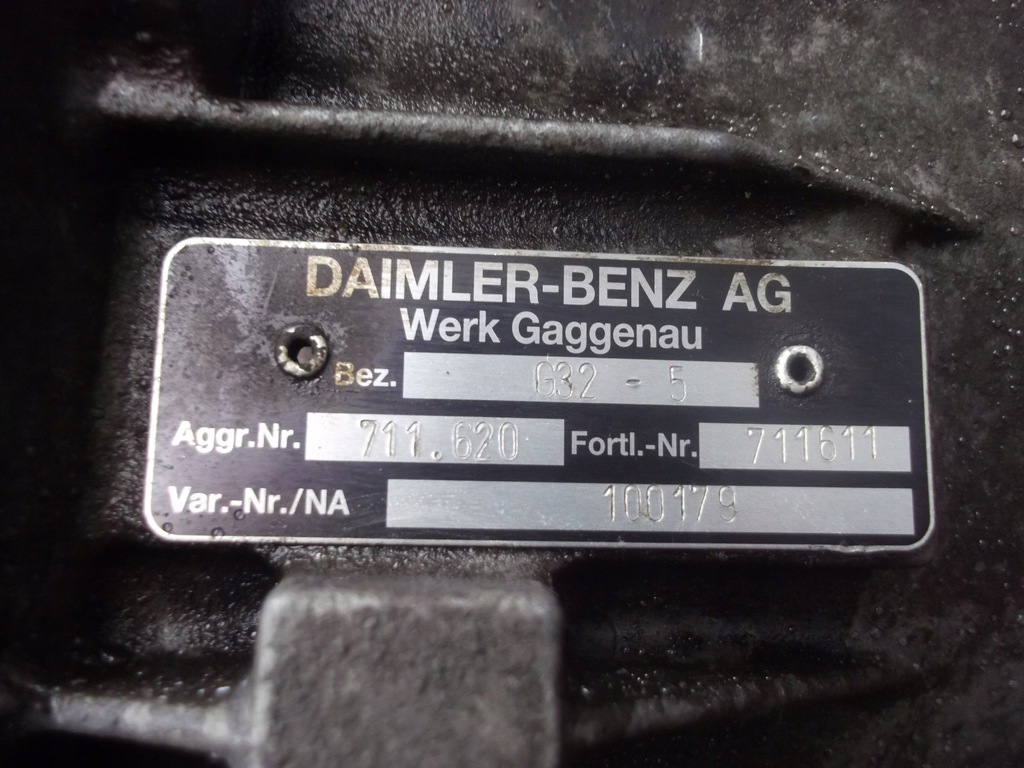 DAIMLER-BENZ AG
Werk Gaggenau
Bez. G32 - 5
Aggr.Nr. 711.620 Fortl.-Nr. 711611
Var.-Nr./NA 100179